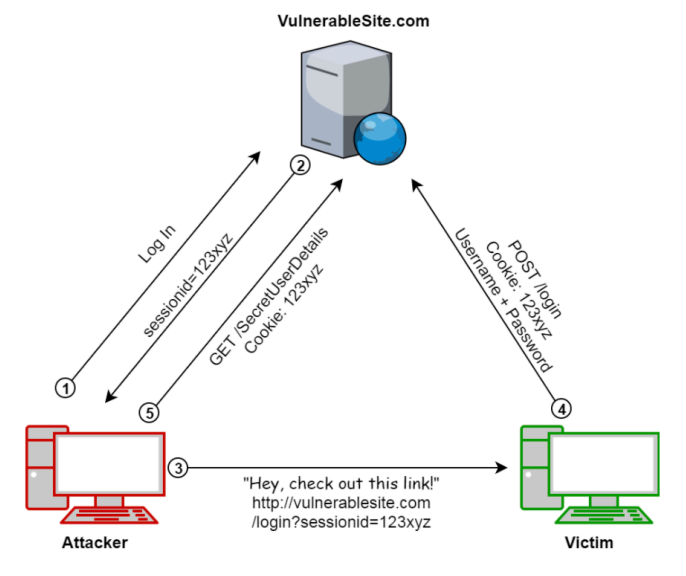 VulnerableSite.com
2
Log In
sessionid=123xyz
GET /SecretUserDetails
Cookie: 123xyz
POST /login
Cookie: 123xyz
Username + Password
1
5
4
3
"Hey, check out this link!"
http://vulnerablesite.com
/login?sessionid=123xyz
Attacker
Victim